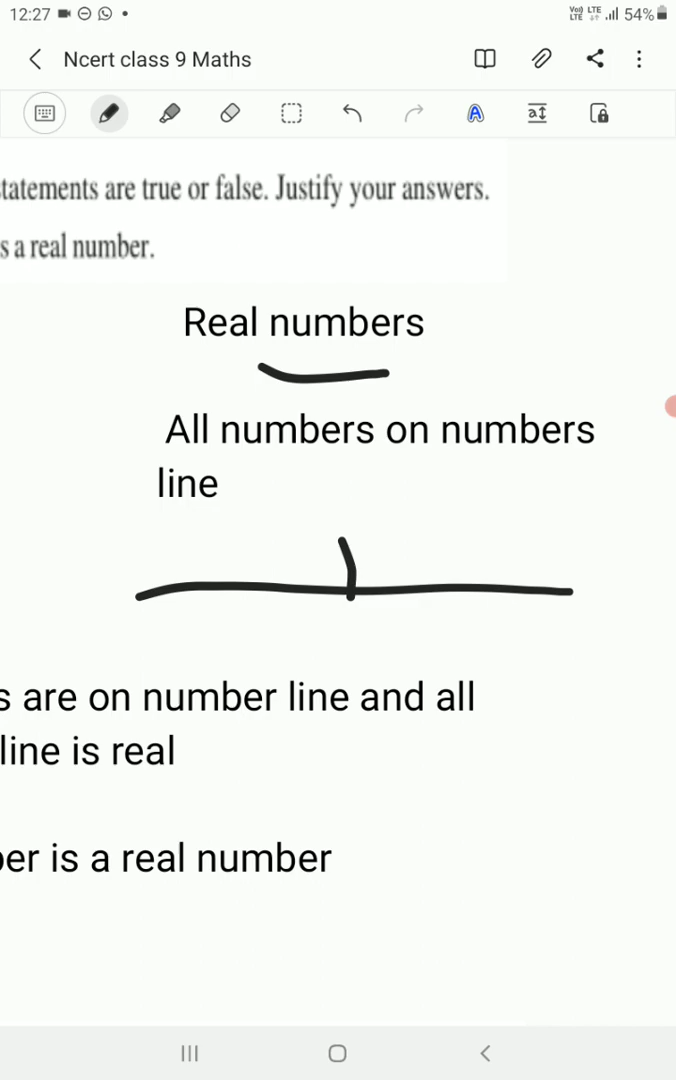 12:27 54%
Ncert class 9 Maths
tatements are true or false. Justify your answers.
s a real number.
Real numbers
All numbers on numbers
line
s are on number line and all
line is real
er is a real number